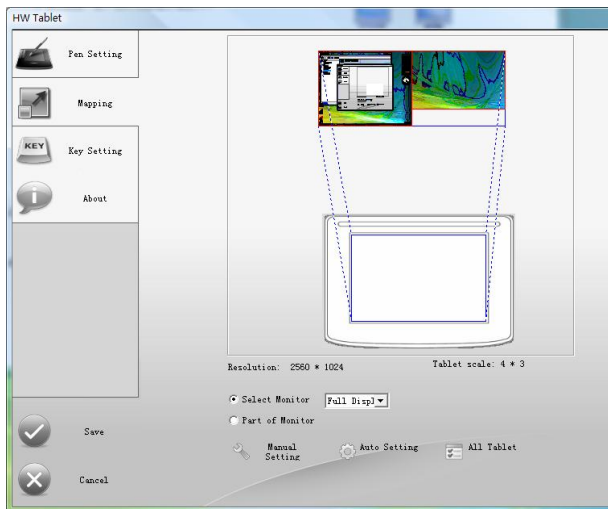 HW Tablet
Pen Setting
Mapping
KEY
Key Setting
i
About
Resolution: 2560 * 1024
Tablet scale: 4 * 3
Select Monitor
Full Displ
Part of Monitor
Manual
Setting
Auto Setting
All Tablet
Save
Cancel